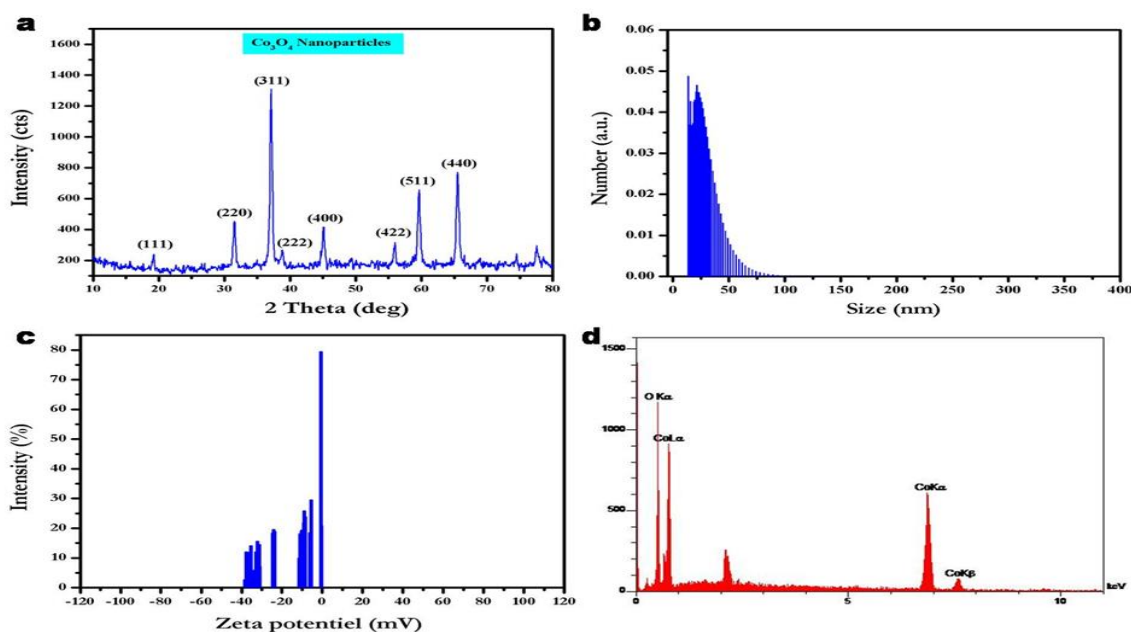 a
Co₃O₄ Nanoparticles
1600
1400
1200
1000
800
600
400
200
Intensity (cts)
(111)
(220)
(311)
(222)
(400)
(422)
(511)
(440)
10 20 30 40 50 60 70 80
2 Theta (deg)
b
0.06
0.05
0.04
0.03
0.02
0.01
0.00
Number (a.u.)
0 50 100 150 200 250 300 350 400
Size (nm)
c
80
70
60
50
40
30
20
10
0
Intensity (%)
-120 -100 -80 -60 -40 -20 0 20 40 60 80 100 120
Zeta potentiel (mV)
d
1500
1000
500
0
O Kα
CoLα
CoKα
CoKβ
5 10
keV